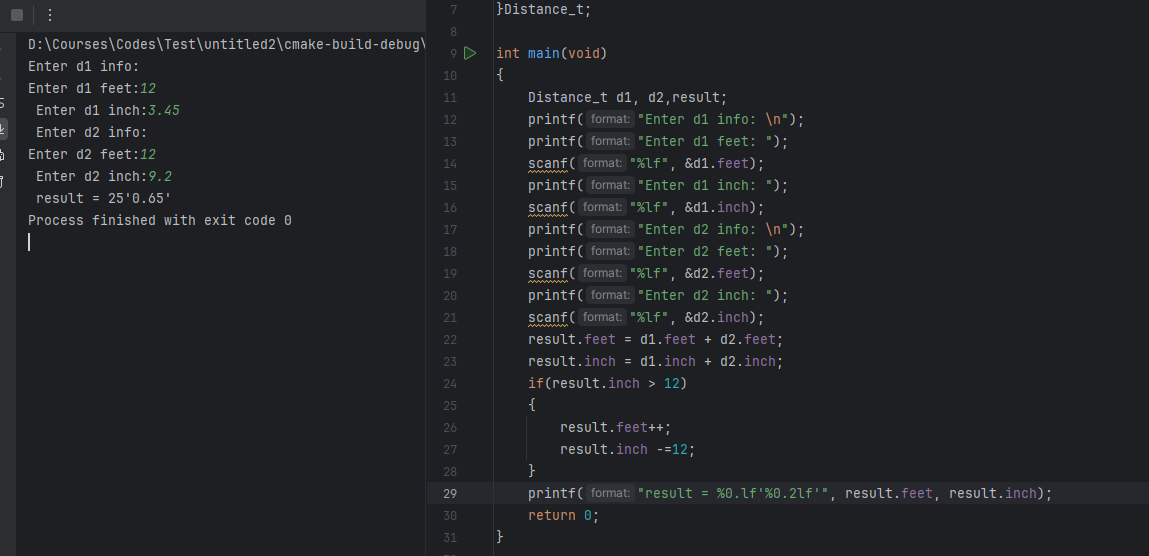 D:\Courses\Codes\Test\untitled2\cmake-build-debug\
Enter d1 info:
Enter d1 feet:12
 Enter d1 inch:3.45
 Enter d2 info:
Enter d2 feet:12
 Enter d2 inch:9.2
 result = 25'0.65'
Process finished with exit code 0
7 }Distance_t;
8
9 int main(void)
10 {
11     Distance_t d1, d2,result;
12     printf( format: "Enter d1 info: \n");
13     printf( format: "Enter d1 feet: ");
14     scanf( format: "%lf", &d1.feet);
15     printf( format: "Enter d1 inch: ");
16     scanf( format: "%lf", &d1.inch);
17     printf( format: "Enter d2 info: \n");
18     printf( format: "Enter d2 feet: ");
19     scanf( format: "%lf", &d2.feet);
20     printf( format: "Enter d2 inch: ");
21     scanf( format: "%lf", &d2.inch);
22     result.feet = d1.feet + d2.feet;
23     result.inch = d1.inch + d2.inch;
24     if(result.inch > 12)
25     {
26         result.feet++;
27         result.inch -=12;
28     }
29     printf( format: "result = %0.lf'%0.2lf'", result.feet, result.inch);
30     return 0;
31 }